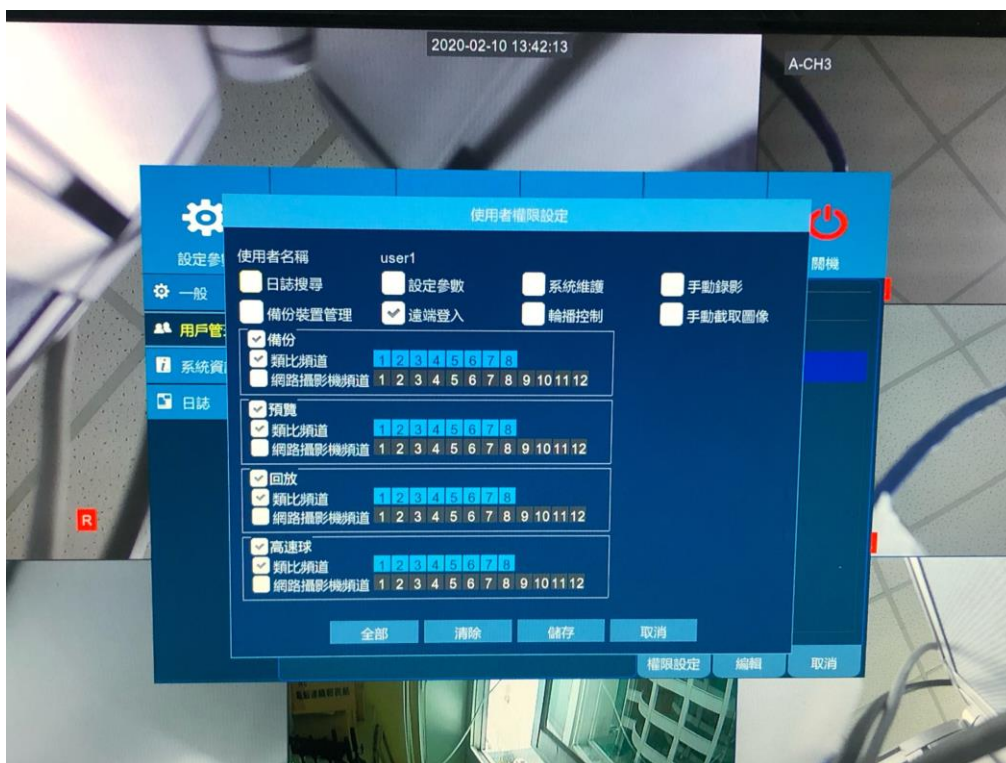 2020-02-10 13:42:13
A-CH3
使用者權限設定
設定參
關機
使用者名稱 user1
日誌搜尋 設定參數 系統維護 手動錄影
備份裝置管理 遠端登入 輪播控制 手動截取圖像
一般
用戶管
系統資
日誌
備份
類比頻道 1 2 3 4 5 6 7 8
網路攝影機頻道 1 2 3 4 5 6 7 8 9 10 11 12
預覽
類比頻道 1 2 3 4 5 6 7 8
網路攝影機頻道 1 2 3 4 5 6 7 8 9 10 11 12
回放
類比頻道 1 2 3 4 5 6 7 8
網路攝影機頻道 1 2 3 4 5 6 7 8 9 10 11 12
高速球
類比頻道 1 2 3 4 5 6 7 8
網路攝影機頻道 1 2 3 4 5 6 7 8 9 10 11 12
R
全部 清除 儲存 取消
權限設定 編輯 取消